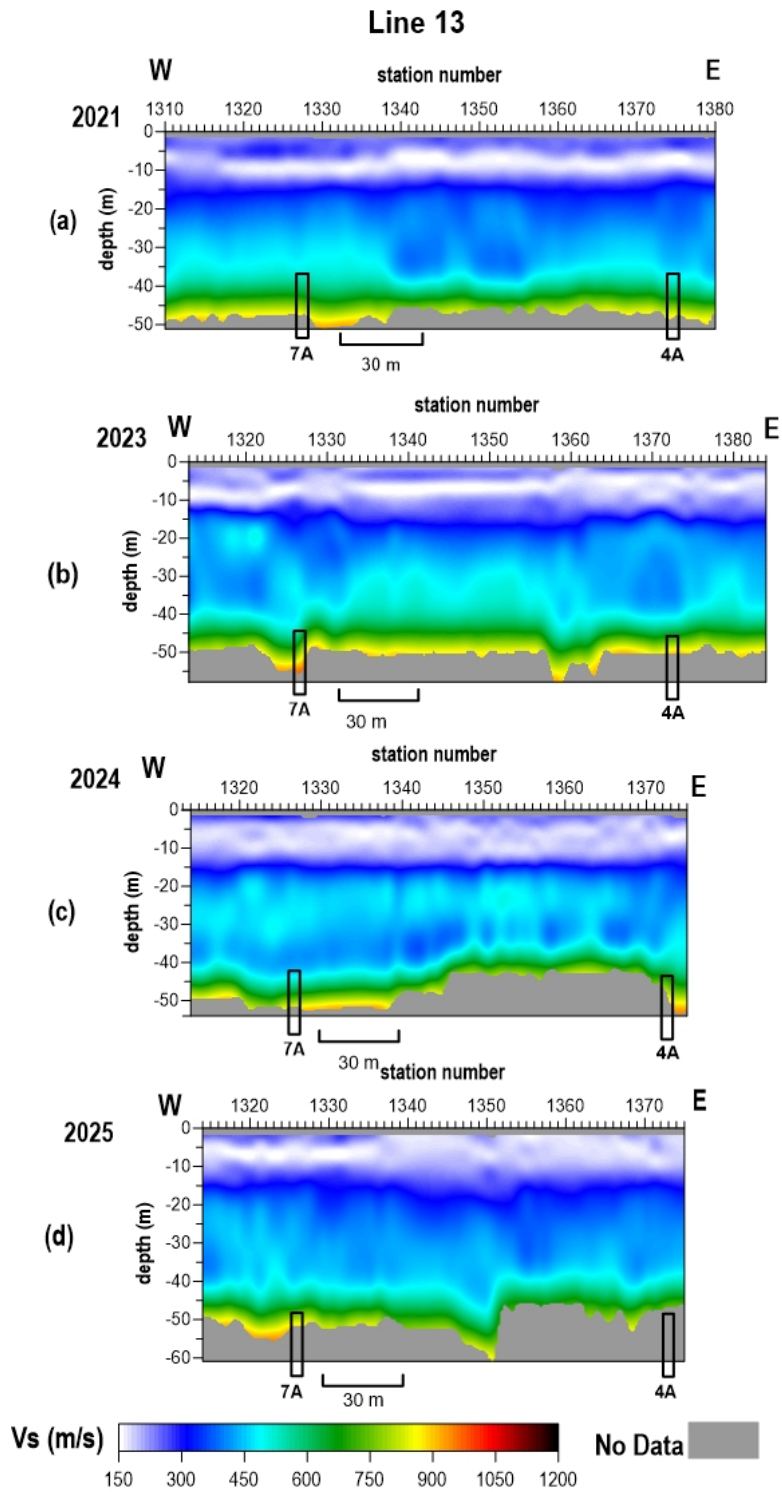 Line 13
W station number E
2021 1310 1320 1330 1340 1350 1360 1370 1380
(a)
depth (m)
0
-10
-20
-30
-40
-50
7A 4A
30 m
station number
2023 W E
1320 1330 1340 1350 1360 1370 1380
(b)
depth (m)
0
-10
-20
-30
-40
-50
7A 4A
30 m
station number
2024 W E
1320 1330 1340 1350 1360 1370
(c)
depth (m)
0
-10
-20
-30
-40
-50
7A 4A
30 m
station number
2025 W E
1320 1330 1340 1350 1360 1370
(d)
depth (m)
0
-10
-20
-30
-40
-50
-60
7A 4A
30 m
Vs (m/s) No Data
150 300 450 600 750 900 1050 1200